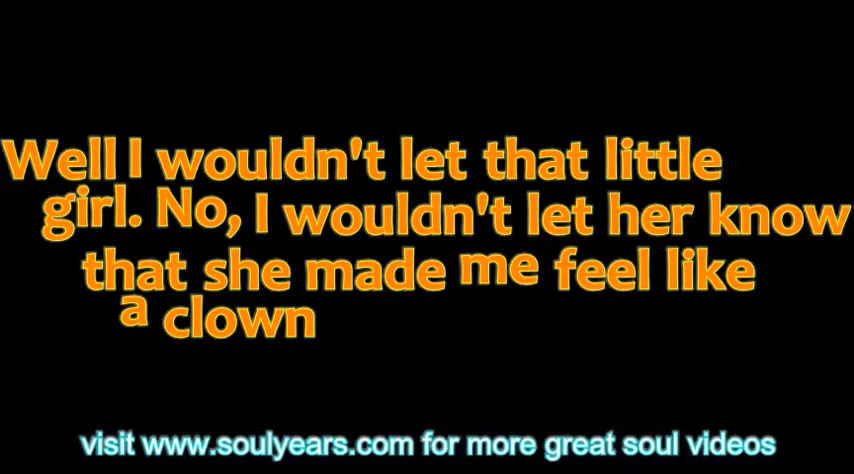 Well I wouldn't let that little
girl. No, I wouldn't let her know
that she made me feel like
a clown
visit www.soulyears.com for more great soul videos